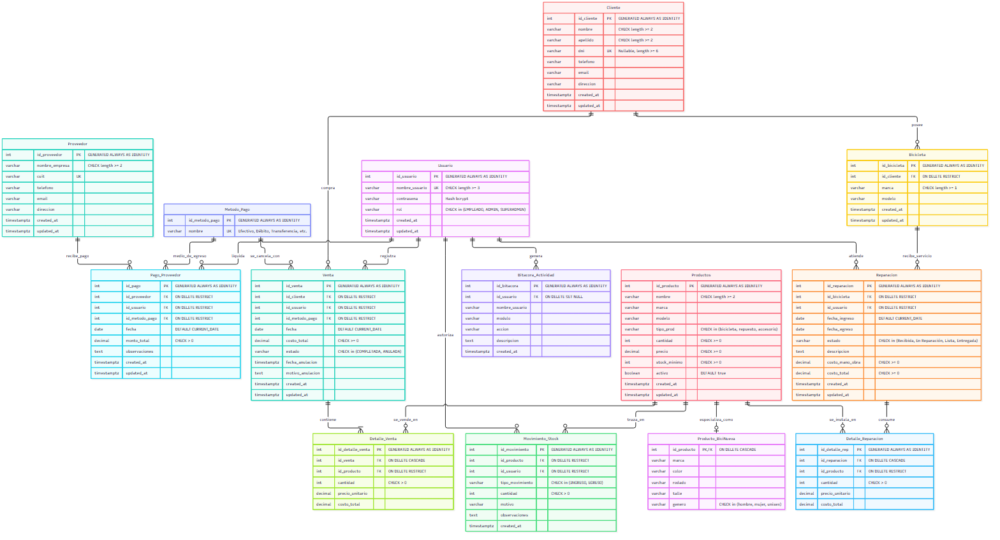 Cliente
int id_cliente PK GENERATED ALWAYS AS IDENTITY
varchar nombre CHECK length >= 2
varchar apellido CHECK length >= 2
varchar dni UK Nullable, length >= 6
varchar telefono
varchar email
varchar direccion
timestamptz created_at
timestamptz updated_at
posee
compra
Proveedor
int id_proveedor PK GENERATED ALWAYS AS IDENTITY
varchar nombre_empresa CHECK length >= 2
varchar cuit UK
varchar telefono
varchar email
varchar direccion
timestamptz created_at
timestamptz updated_at
Metodo_Pago
int id_metodo_pago PK GENERATED ALWAYS AS IDENTITY
varchar nombre UK Efectivo, Débito, Transferencia, etc.
Usuario
int id_usuario PK GENERATED ALWAYS AS IDENTITY
varchar nombre_usuario UK CHECK length >= 3
varchar contrasena Hash bcrypt
varchar rol CHECK in (EMPLEADO, ADMIN, SUPERADMIN)
timestamptz created_at
timestamptz updated_at
Bicicleta
int id_bicicleta PK GENERATED ALWAYS AS IDENTITY
int id_cliente FK ON DELETE RESTRICT
varchar marca CHECK length >= 1
varchar modelo
timestamptz created_at
timestamptz updated_at
recibe_pago
medio_de_egreso
liquida
se_cancela_con
registra
genera
atiende
recibe_servicio
Pago_Proveedor
int id_pago PK GENERATED ALWAYS AS IDENTITY
int id_proveedor FK ON DELETE RESTRICT
int id_usuario FK ON DELETE RESTRICT
int id_metodo_pago FK ON DELETE RESTRICT
date fecha DEFAULT CURRENT_DATE
decimal monto_total CHECK > 0
text observaciones
timestamptz created_at
timestamptz updated_at
Venta
int id_venta PK GENERATED ALWAYS AS IDENTITY
int id_cliente FK ON DELETE RESTRICT
int id_usuario FK ON DELETE RESTRICT
int id_metodo_pago FK ON DELETE RESTRICT
date fecha DEFAULT CURRENT_DATE
decimal costo_total CHECK >= 0
varchar estado CHECK in (COMPLETADA, ANULADA)
timestamptz fecha_anulacion
text motivo_anulacion
timestamptz created_at
timestamptz updated_at
Bitacora_Actividad
int id_bitacora PK GENERATED ALWAYS AS IDENTITY
int id_usuario FK ON DELETE SET NULL
varchar nombre_usuario
varchar modulo
varchar accion
text descripcion
timestamptz created_at
Productos
int id_producto PK GENERATED ALWAYS AS IDENTITY
varchar nombre CHECK length >= 2
varchar marca
varchar modelo
varchar tipo_prod CHECK in (bicicleta, repuesto, accesorio)
int cantidad CHECK >= 0
decimal precio CHECK >= 0
int stock_minimo CHECK >= 0
boolean activo DEFAULT true
timestamptz created_at
timestamptz updated_at
Reparacion
int id_reparacion PK GENERATED ALWAYS AS IDENTITY
int id_bicicleta FK ON DELETE RESTRICT
int id_usuario FK ON DELETE RESTRICT
date fecha_ingreso DEFAULT CURRENT_DATE
date fecha_egreso
varchar estado CHECK in (Recibida, En Reparación, Lista, Entregada)
text descripcion
decimal costo_mano_obra CHECK >= 0
decimal costo_total CHECK >= 0
timestamptz created_at
timestamptz updated_at
autoriza
contiene
se_vende_en
traza_en
especializa_como
se_instala_en
consume
Detalle_Venta
int id_detalle_venta PK GENERATED ALWAYS AS IDENTITY
int id_venta FK ON DELETE CASCADE
int id_producto FK ON DELETE RESTRICT
int cantidad CHECK > 0
decimal precio_unitario
decimal costo_total
Movimiento_Stock
int id_movimiento PK GENERATED ALWAYS AS IDENTITY
int id_producto FK ON DELETE RESTRICT
int id_usuario FK ON DELETE RESTRICT
varchar tipo_movimiento CHECK in (INGRESO, EGRESO)
int cantidad CHECK > 0
varchar motivo
text observaciones
timestamptz created_at
Producto_BiciNueva
int id_producto PK,FK ON DELETE CASCADE
varchar marca
varchar color
varchar rodado
varchar talle
varchar genero CHECK in (hombre, mujer, unisex)
Detalle_Reparacion
int id_detalle_rep PK GENERATED ALWAYS AS IDENTITY
int id_reparacion FK ON DELETE CASCADE
int id_producto FK ON DELETE RESTRICT
int cantidad CHECK > 0
decimal precio_unitario
decimal costo_total